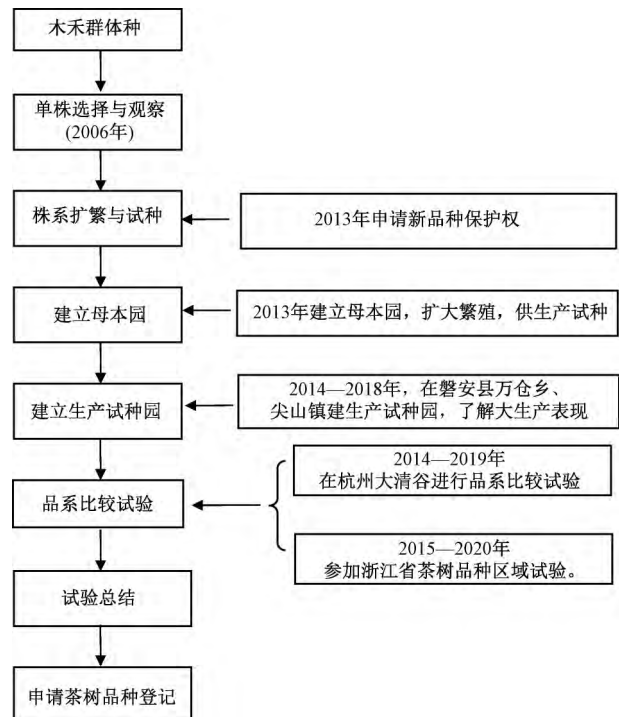 木禾群体种
单株选择与观察
(2006年)
株系扩繁与试种
2013年申请新品种保护权
建立母本园
2013年建立母本园，扩大繁殖，供生产试种
建立生产试种园
2014—2018年，在磐安县万仓乡、
尖山镇建生产试种园，了解大生产表现
品系比较试验
2014—2019年
在杭州大清谷进行品系比较试验
2015—2020年
参加浙江省茶树品种区域试验。
试验总结
申请茶树品种登记